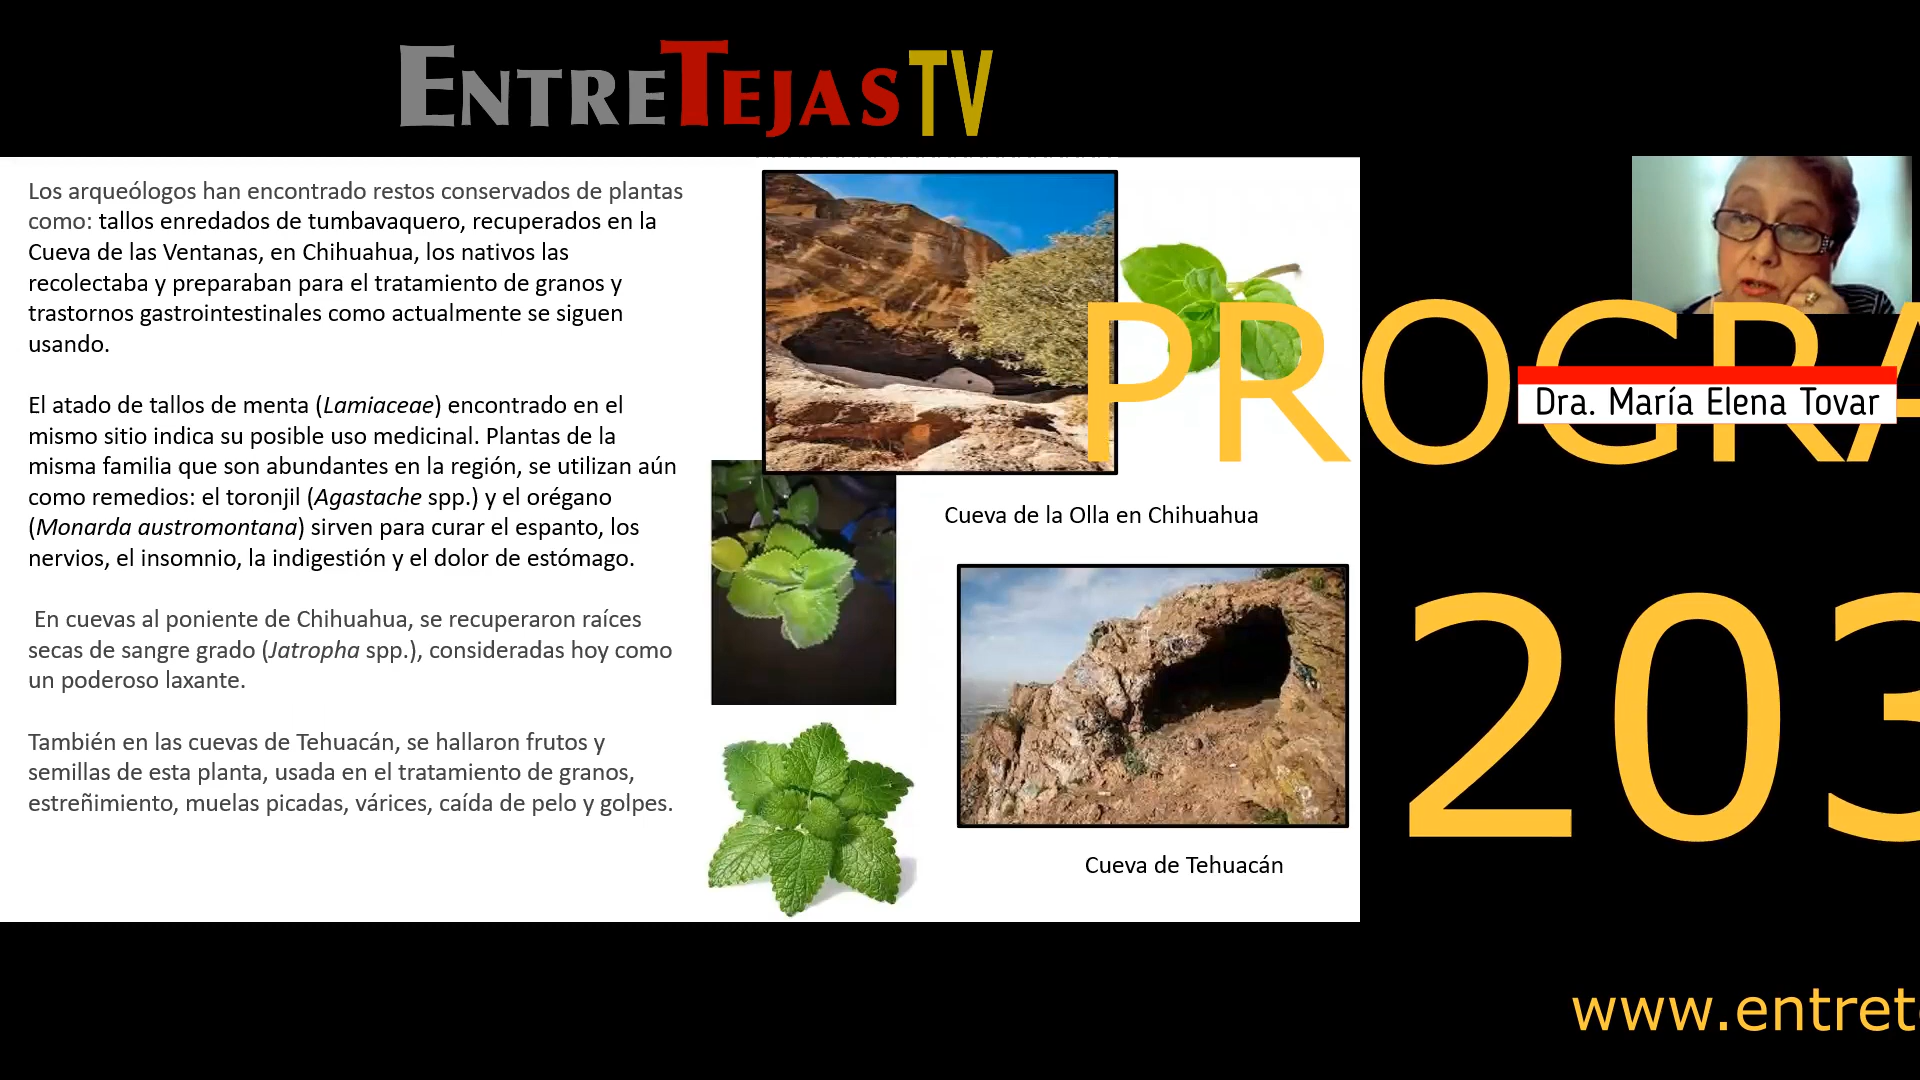 ENTRETEJAS TV
Los arqueólogos han encontrado restos conservados de plantas
como: tallos enredados de tumbavaquero, recuperados en la
Cueva de las Ventanas, en Chihuahua, los nativos las
recolectaba y preparaban para el tratamiento de granos y
trastornos gastrointestinales como actualmente se siguen
usando.
El atado de tallos de menta (Lamiaceae) encontrado en el
mismo sitio indica su posible uso medicinal. Plantas de la
misma familia que son abundantes en la región, se utilizan aún
como remedios: el toronjil (Agastache spp.) y el orégano
(Monarda austromontana) sirven para curar el espanto, los
nervios, el insomnio, la indigestión y el dolor de estómago.
En cuevas al poniente de Chihuahua, se recuperaron raíces
secas de sangre grado (Jatropha spp.), consideradas hoy como
un poderoso laxante.
También en las cuevas de Tehuacán, se hallaron frutos y
semillas de esta planta, usada en el tratamiento de granos,
estreñimiento, muelas picadas, várices, caída de pelo y golpes.
Cueva de la Olla en Chihuahua
Cueva de Tehuacán
PROGRA
Dra. María Elena Tovar
203
www.entret